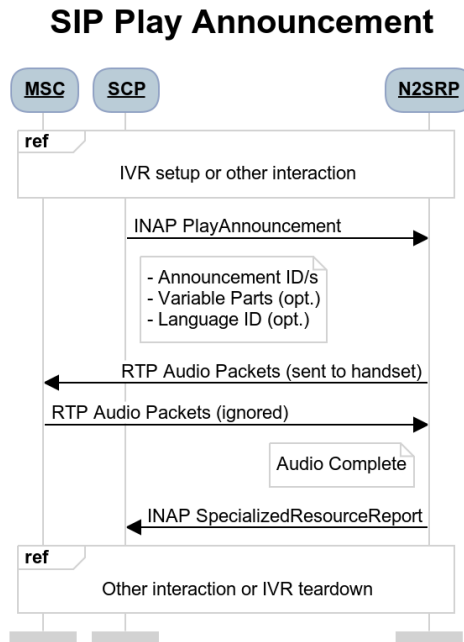 SIP Play Announcement
MSC SCP N2SRP
ref
IVR setup or other interaction
INAP PlayAnnouncement
- Announcement ID/s
- Variable Parts (opt.)
- Language ID (opt.)
RTP Audio Packets (sent to handset)
RTP Audio Packets (ignored)
Audio Complete
INAP SpecializedResourceReport
ref
Other interaction or IVR teardown